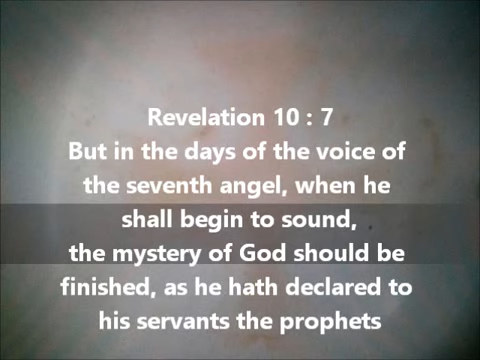 Revelation 10 : 7
But in the days of the voice of
the seventh angel, when he
shall begin to sound,
the mystery of God should be
finished, as he hath declared to
his servants the prophets